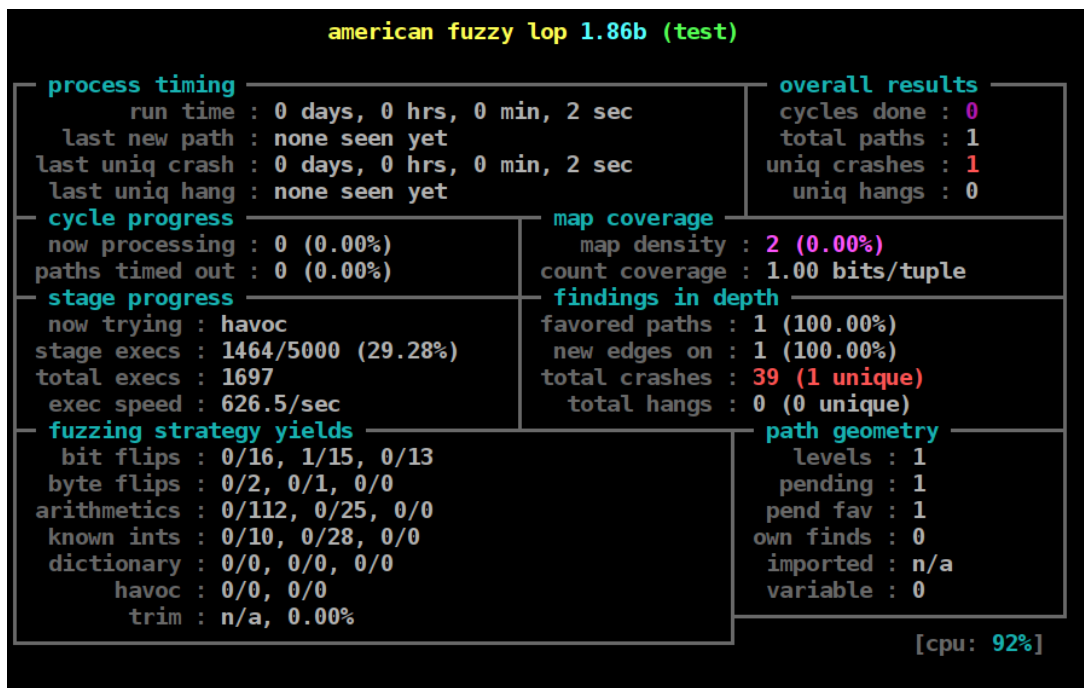 american fuzzy lop 1.86b (test)
process timing
run time : 0 days, 0 hrs, 0 min, 2 sec
last new path : none seen yet
last uniq crash : 0 days, 0 hrs, 0 min, 2 sec
last uniq hang : none seen yet
overall results
cycles done : 0
total paths : 1
uniq crashes : 1
uniq hangs : 0
cycle progress
now processing : 0 (0.00%)
paths timed out : 0 (0.00%)
map coverage
map density : 2 (0.00%)
count coverage : 1.00 bits/tuple
stage progress
now trying : havoc
stage execs : 1464/5000 (29.28%)
total execs : 1697
exec speed : 626.5/sec
findings in depth
favored paths : 1 (100.00%)
new edges on : 1 (100.00%)
total crashes : 39 (1 unique)
total hangs : 0 (0 unique)
fuzzing strategy yields
bit flips : 0/16, 1/15, 0/13
byte flips : 0/2, 0/1, 0/0
arithmetics : 0/112, 0/25, 0/0
known ints : 0/10, 0/28, 0/0
dictionary : 0/0, 0/0, 0/0
havoc : 0/0, 0/0
trim : n/a, 0.00%
path geometry
levels : 1
pending : 1
pend fav : 1
own finds : 0
imported : n/a
variable : 0
[cpu: 92%]